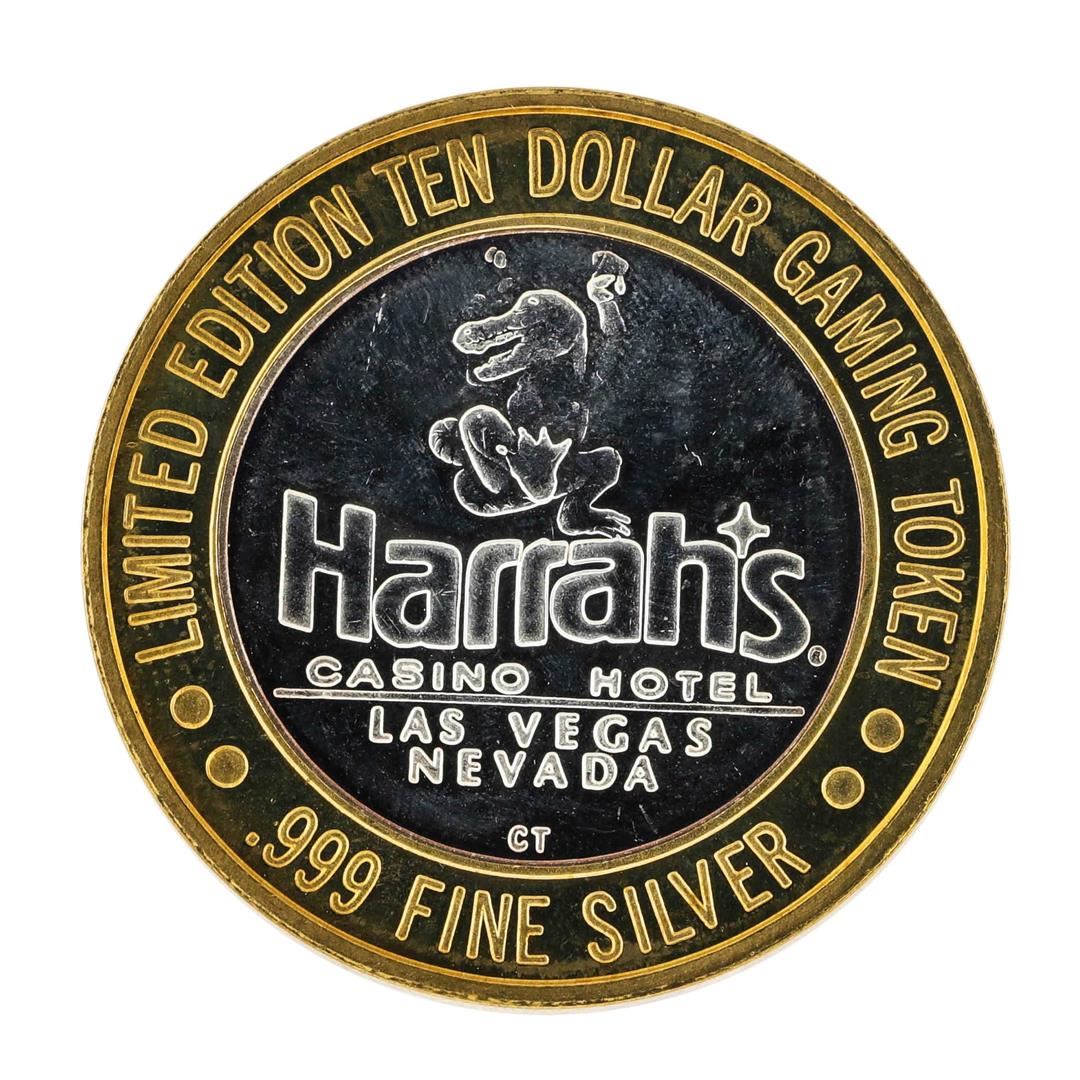 LIMITED EDITION TEN DOLLAR GAMING TOKEN
Harrah's ®
CASINO HOTEL
LAS VEGAS
NEVADA
CT
.999 FINE SILVER